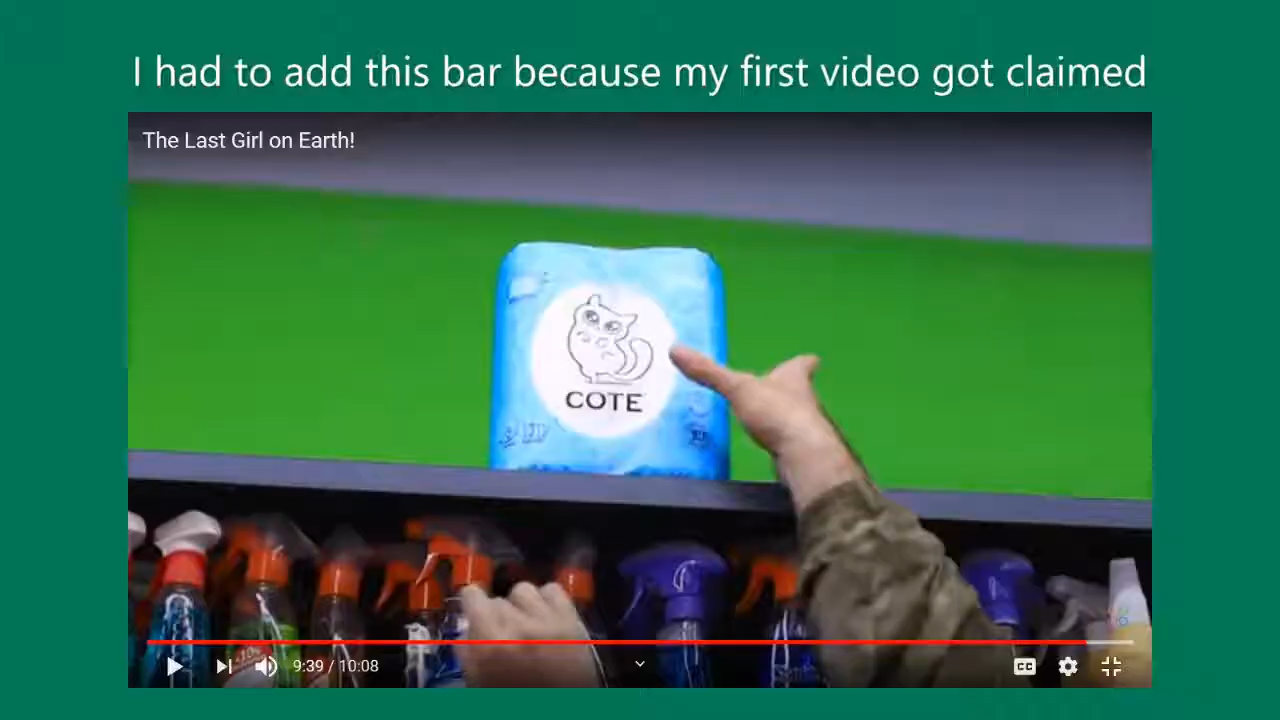 I had to add this bar because my first video got claimed
The Last Girl on Earth!
COTE
9:39 / 10:08
CC